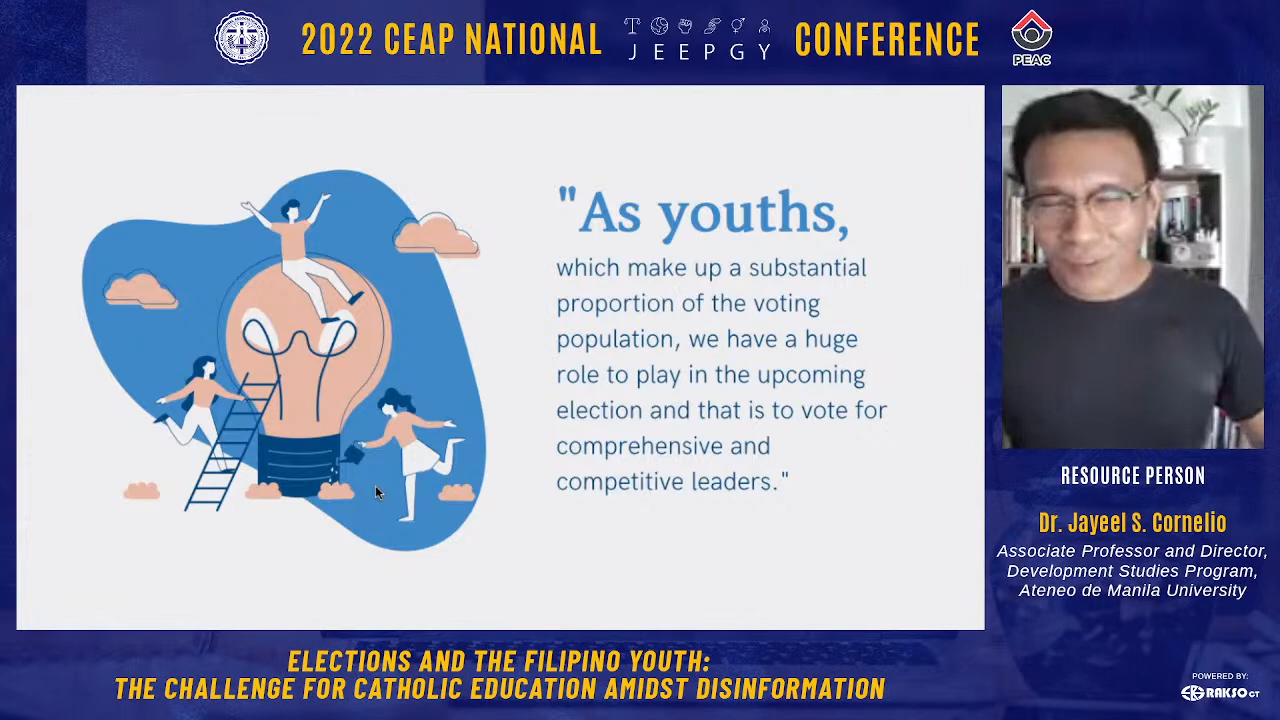 2022 CEAP NATIONAL JEEPGY CONFERENCE
PEAC
"As youths,
which make up a substantial
proportion of the voting
population, we have a huge
role to play in the upcoming
election and that is to vote for
comprehensive and
competitive leaders."
RESOURCE PERSON
Dr. Jayeel S. Cornelio
Associate Professor and Director,
Development Studies Program,
Ateneo de Manila University
ELECTIONS AND THE FILIPINO YOUTH:
THE CHALLENGE FOR CATHOLIC EDUCATION AMIDST DISINFORMATION
POWERED BY:
RAKSO CT